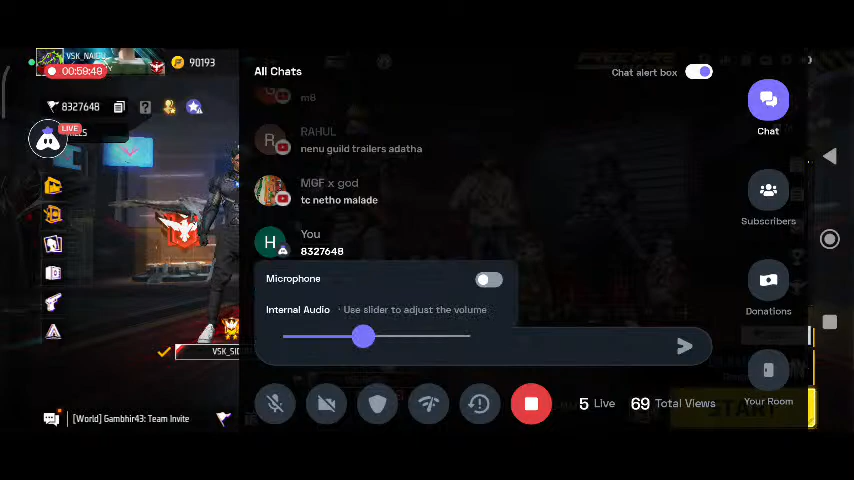 VSK_NAIDU
90193
00:59:49
All Chats
Chat alert box
m8
8327648
?
LIVE
RAHUL
nenu guild trailers adatha
Chat
MGF x god
tc netho malade
Subscribers
H
You
8327648
Microphone
Internal Audio · Use slider to adjust the volume
Donations
VSK_SID
5 Live 69 Total Views
Your Room
START
[World] Gambhir43: Team Invite